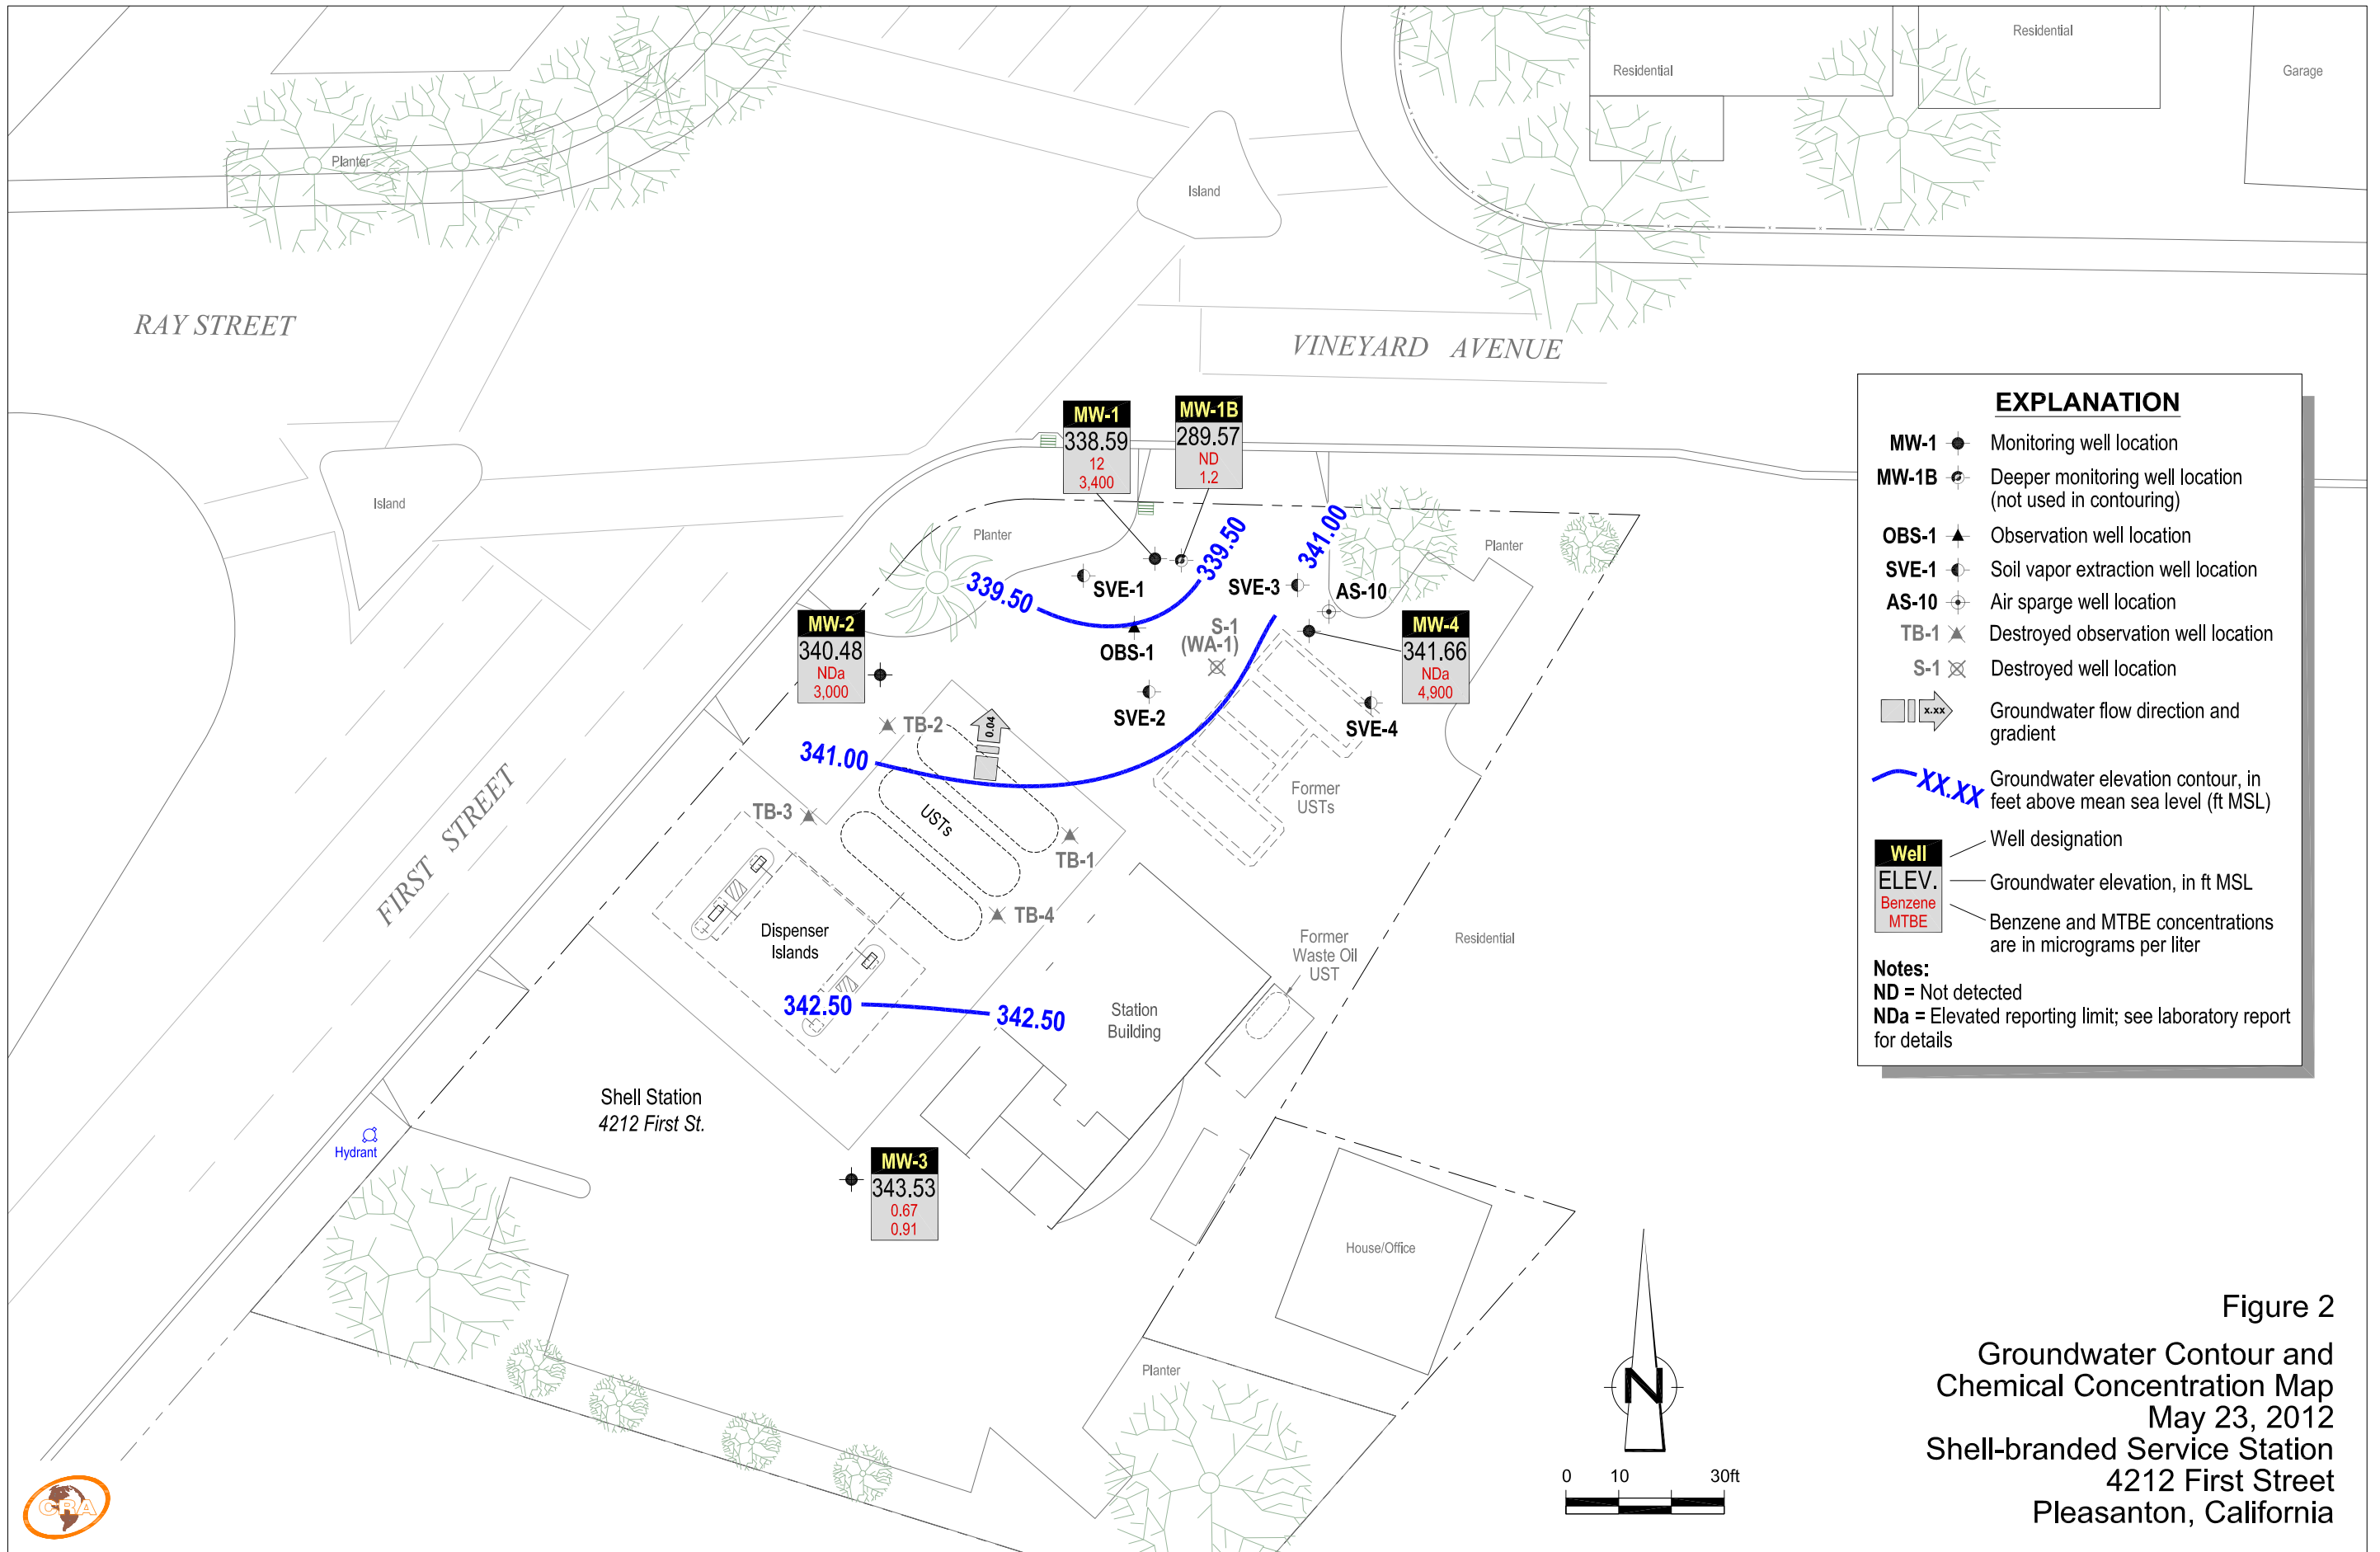 Residential
Residential
Garage
Planter
Island
RAY STREET
VINEYARD AVENUE
Island
FIRST STREET
MW-1
338.59
12
3,400
MW-1B
289.57
ND
1.2
Planter
Planter
339.50
339.50
341.00
SVE-1
SVE-3
AS-10
OBS-1
S-1
(WA-1)
MW-2
340.48
NDa
3,000
MW-4
341.66
NDa
4,900
SVE-2
SVE-4
TB-2
0.04
341.00
TB-3
USTs
TB-1
Former
USTs
TB-4
Dispenser
Islands
Former
Waste Oil
UST
Residential
342.50
342.50
Station
Building
Shell Station
4212 First St.
Hydrant
MW-3
343.53
0.67
0.91
House/Office
Planter
EXPLANATION
MW-1 Monitoring well location
MW-1B Deeper monitoring well location
(not used in contouring)
OBS-1 Observation well location
SVE-1 Soil vapor extraction well location
AS-10 Air sparge well location
TB-1 Destroyed observation well location
S-1 Destroyed well location
x.xx Groundwater flow direction and
gradient
XX.XX Groundwater elevation contour, in
feet above mean sea level (ft MSL)
Well
ELEV.
Benzene
MTBE
Well designation
Groundwater elevation, in ft MSL
Benzene and MTBE concentrations
are in micrograms per liter
Notes:
ND = Not detected
NDa = Elevated reporting limit; see laboratory report
for details
N
0 10 30ft
Figure 2
Groundwater Contour and
Chemical Concentration Map
May 23, 2012
Shell-branded Service Station
4212 First Street
Pleasanton, California
CRA